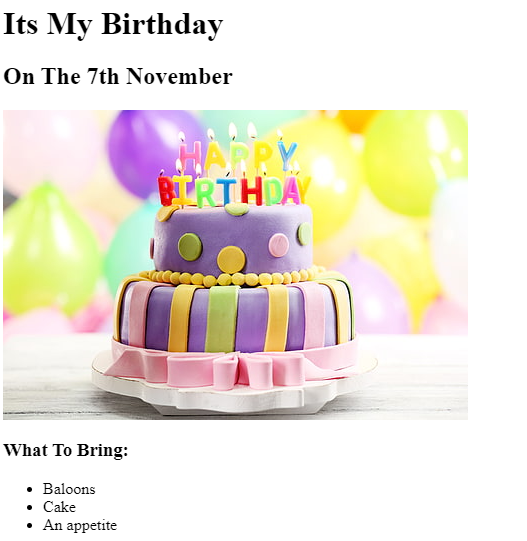 Its My Birthday
On The 7th November
HAPPY
BIRTHDAY
What To Bring:
Baloons
Cake
An appetite